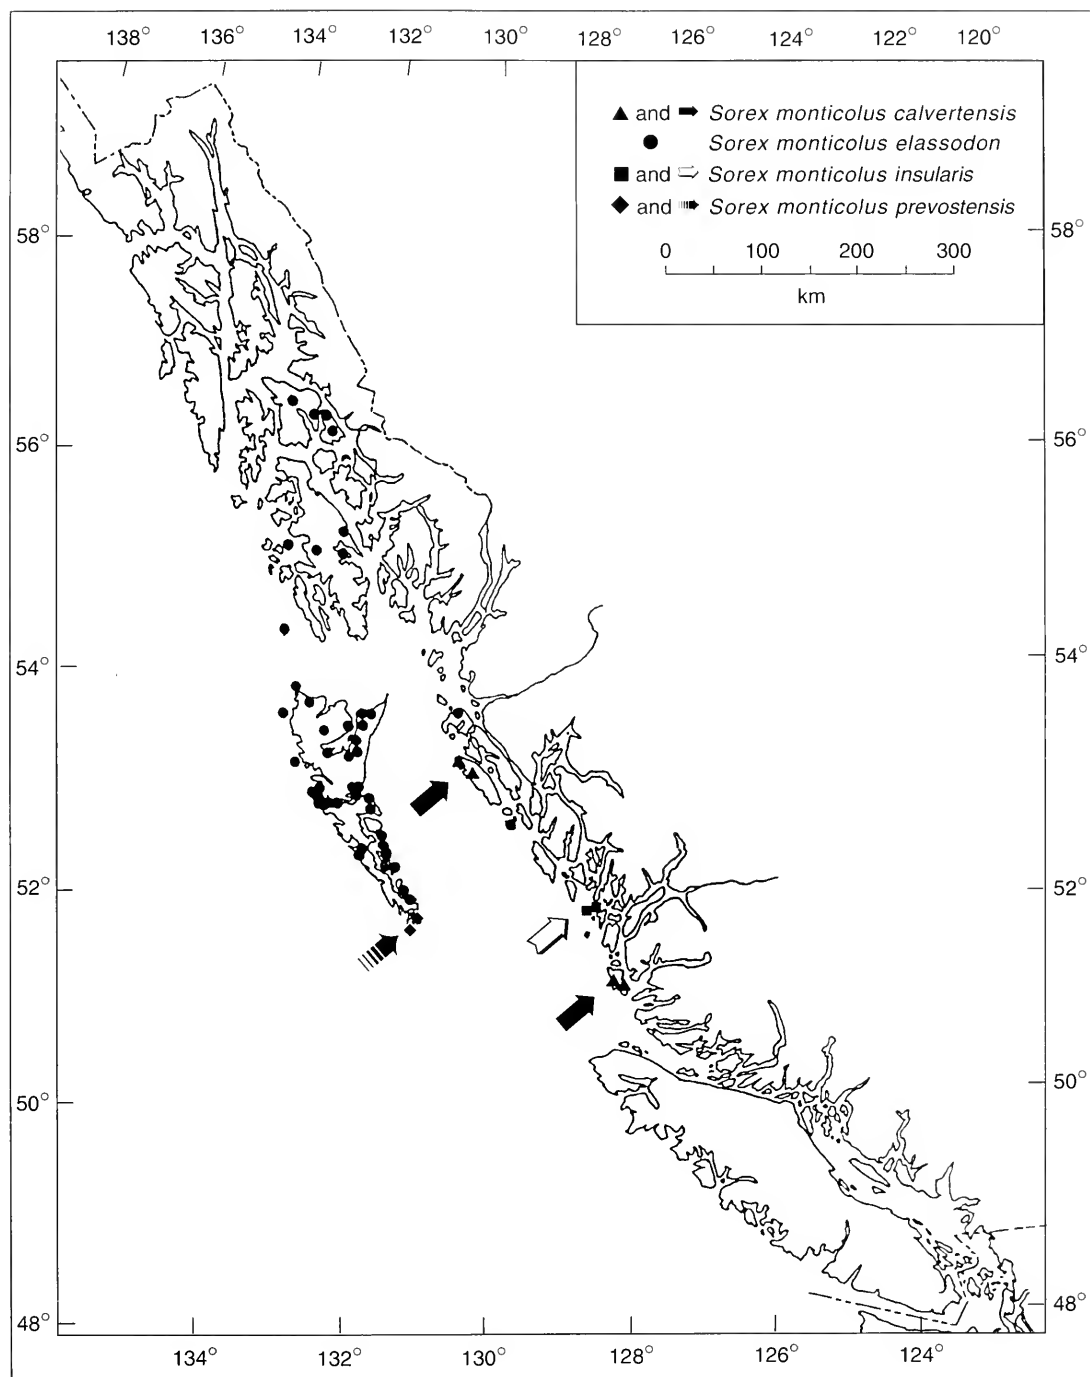 138° 136° 134° 132° 130° 128° 126° 124° 122° 120°
▲ and Sorex monticolus calvertensis
● Sorex monticolus elassodon
■ and Sorex monticolus insularis
◆ and Sorex monticolus prevostensis
0 100 200 300
km
58° 58°
56° 56°
54° 54°
52° 52°
50° 50°
48° 48°
134° 132° 130° 128° 126° 124°